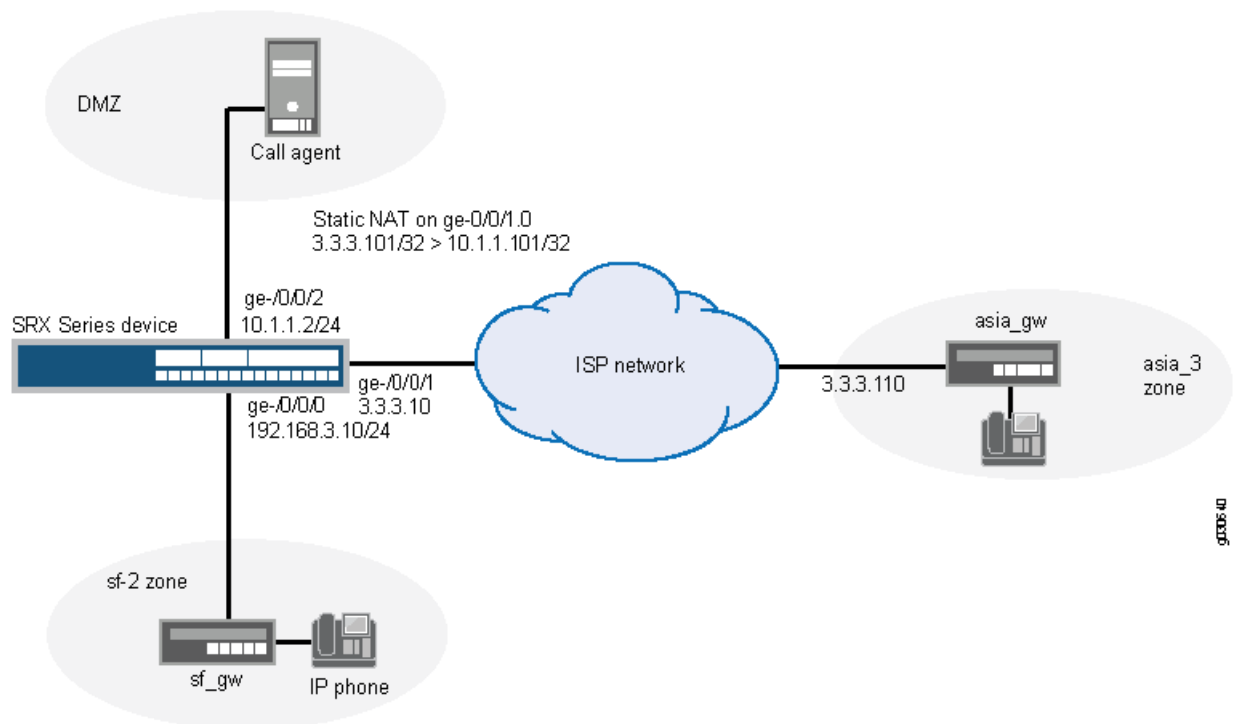 DMZ
Call agent
Static NAT on ge-0/0/1.0
3.3.3.101/32 > 10.1.1.101/32
ge-/0/0/2
10.1.1.2/24
SRX Series device
ge-/0/0/1
3.3.3.10
ge-/0/0/0
192.168.3.10/24
ISP network
3.3.3.110
asia_gw
asia_3
zone
sf-2 zone
sf_gw
IP phone
g030640